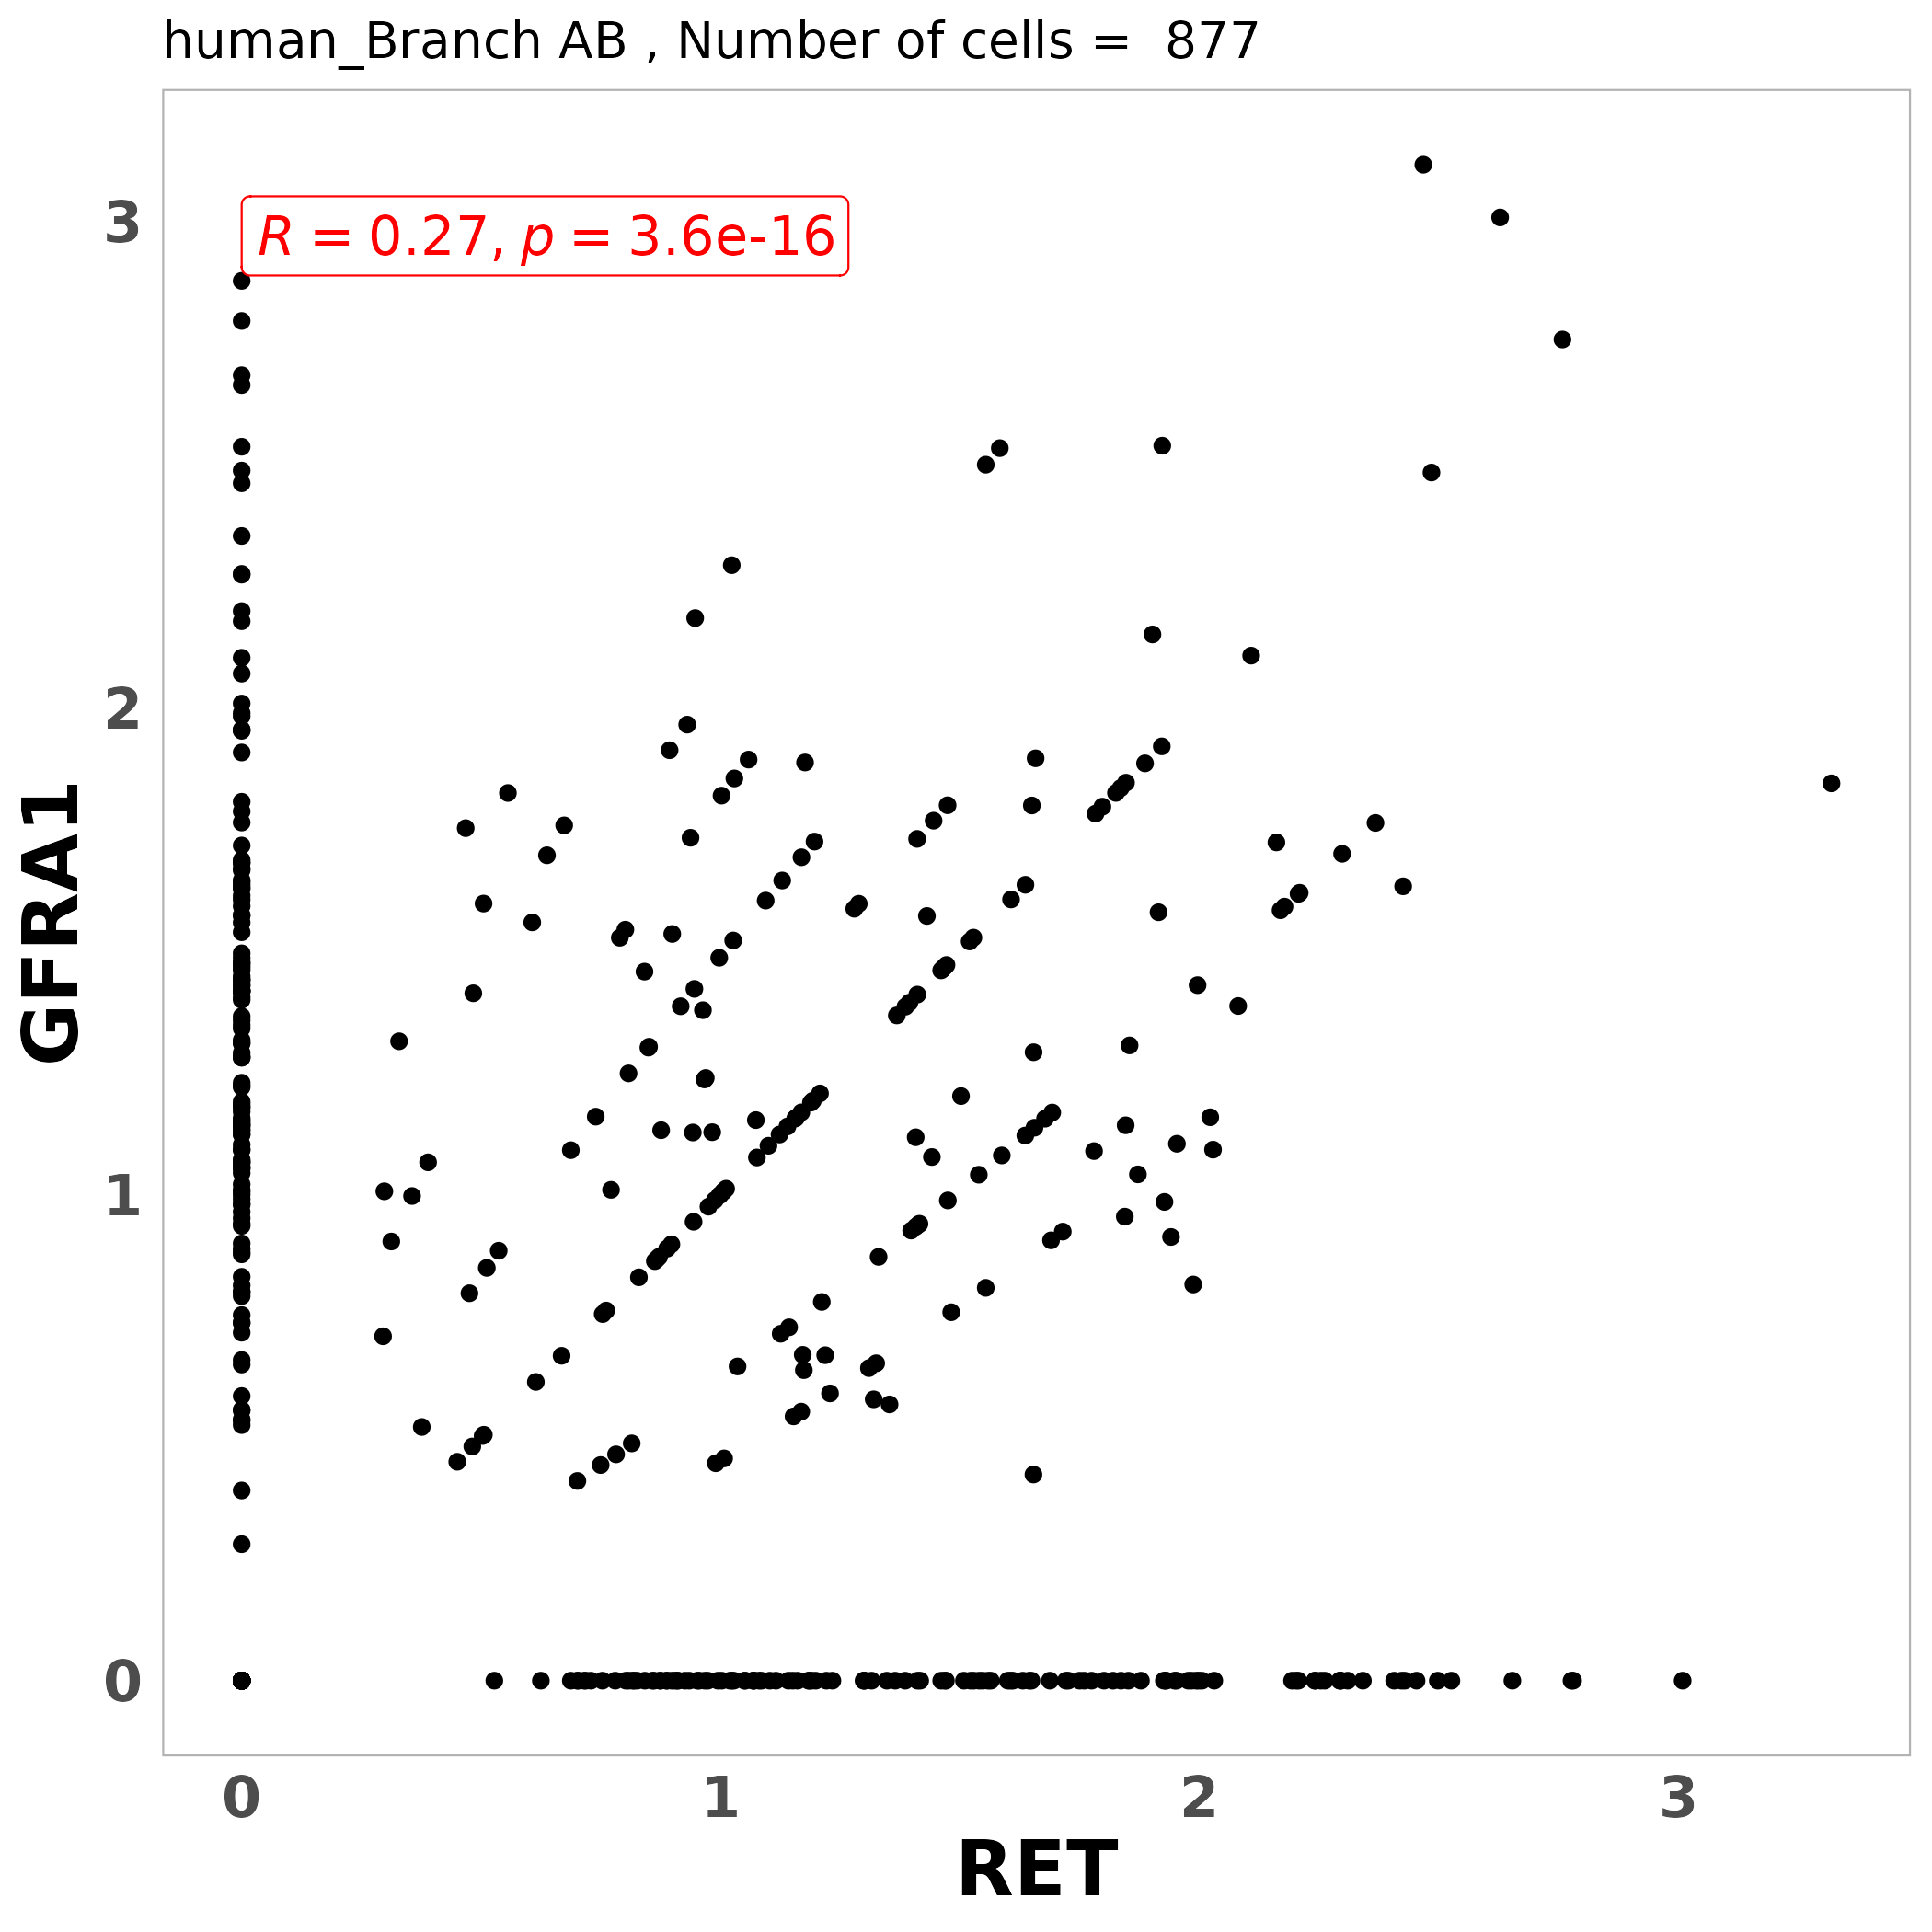 human_Branch AB , Number of cells =  877
R = 0.27, p = 3.6e-16
3
2
1
0
GFRA1
0 1 2 3
RET